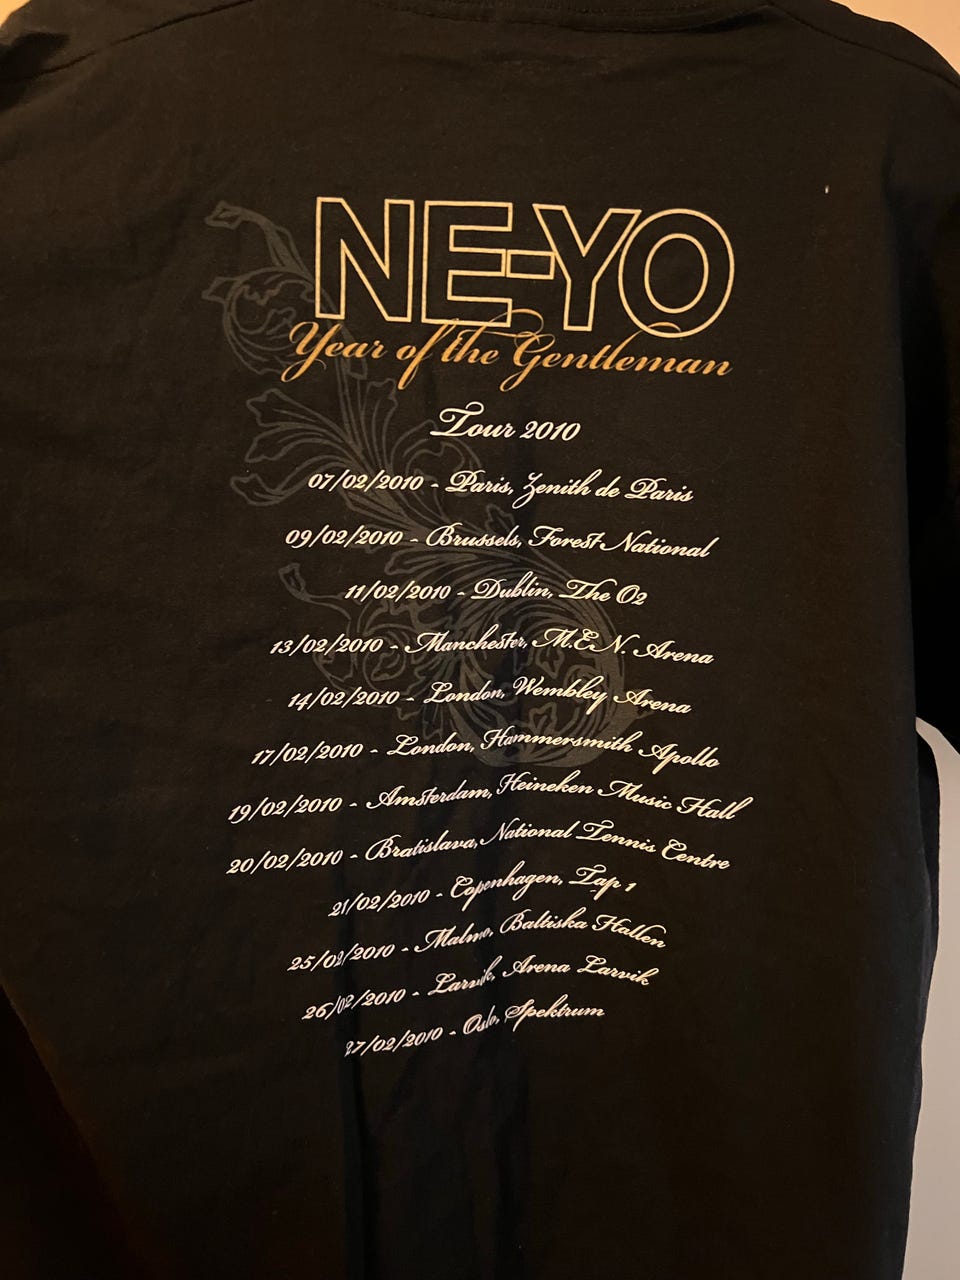 NE-YO
Year of the Gentleman
Tour 2010
07/02/2010 - Paris, Zenith de Paris
09/02/2010 - Brussels, Forest National
11/02/2010 - Dublin, The O2
13/02/2010 - Manchester, M.E.N. Arena
14/02/2010 - London, Wembley Arena
17/02/2010 - London, Hammersmith Apollo
19/02/2010 - Amsterdam, Heineken Music Hall
20/02/2010 - Bratislava, National Tennis Centre
21/02/2010 - Copenhagen, Tap 1
25/02/2010 - Malmo, Baltiska Hallen
26/02/2010 - Larvik, Arena Larvik
27/02/2010 - Oslo, Spektrum